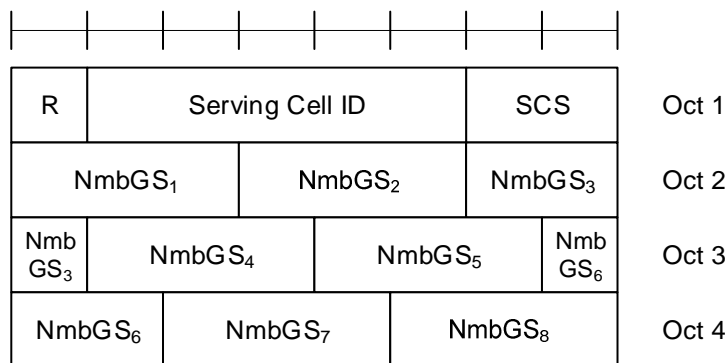 R Serving Cell ID SCS Oct 1
NmbGS₁ NmbGS₂ NmbGS₃ Oct 2
Nmb GS₃ NmbGS₄ NmbGS₅ Nmb GS₆ Oct 3
NmbGS₆ NmbGS₇ NmbGS₈ Oct 4